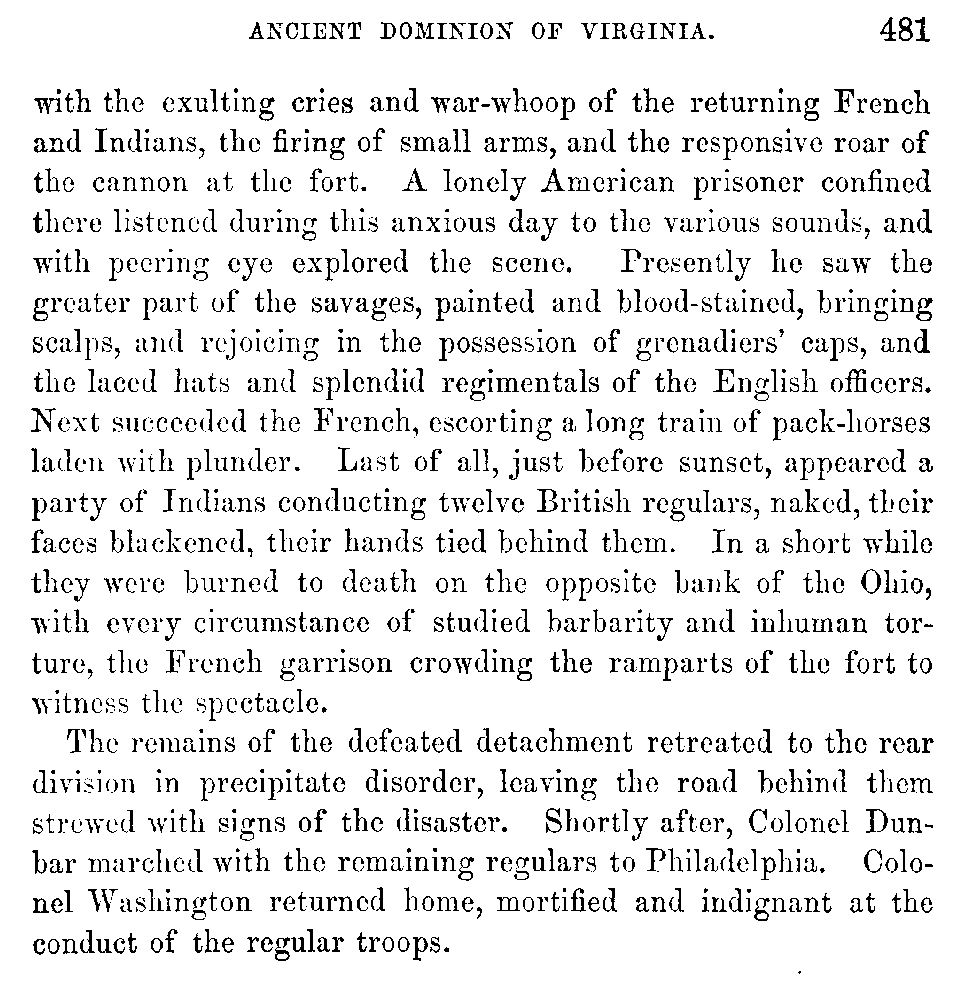 ANCIENT DOMINION OF VIRGINIA. 481
with the exulting cries and war-whoop of the returning French
and Indians, the firing of small arms, and the responsive roar of
the cannon at the fort. A lonely American prisoner confined
there listened during this anxious day to the various sounds, and
with peering eye explored the scene. Presently he saw the
greater part of the savages, painted and blood-stained, bringing
scalps, and rejoicing in the possession of grenadiers' caps, and
the laced hats and splendid regimentals of the English officers.
Next succeeded the French, escorting a long train of pack-horses
laden with plunder. Last of all, just before sunset, appeared a
party of Indians conducting twelve British regulars, naked, their
faces blackened, their hands tied behind them. In a short while
they were burned to death on the opposite bank of the Ohio,
with every circumstance of studied barbarity and inhuman tor-
ture, the French garrison crowding the ramparts of the fort to
witness the spectacle.
The remains of the defeated detachment retreated to the rear
division in precipitate disorder, leaving the road behind them
strewed with signs of the disaster. Shortly after, Colonel Dun-
bar marched with the remaining regulars to Philadelphia. Colo-
nel Washington returned home, mortified and indignant at the
conduct of the regular troops.